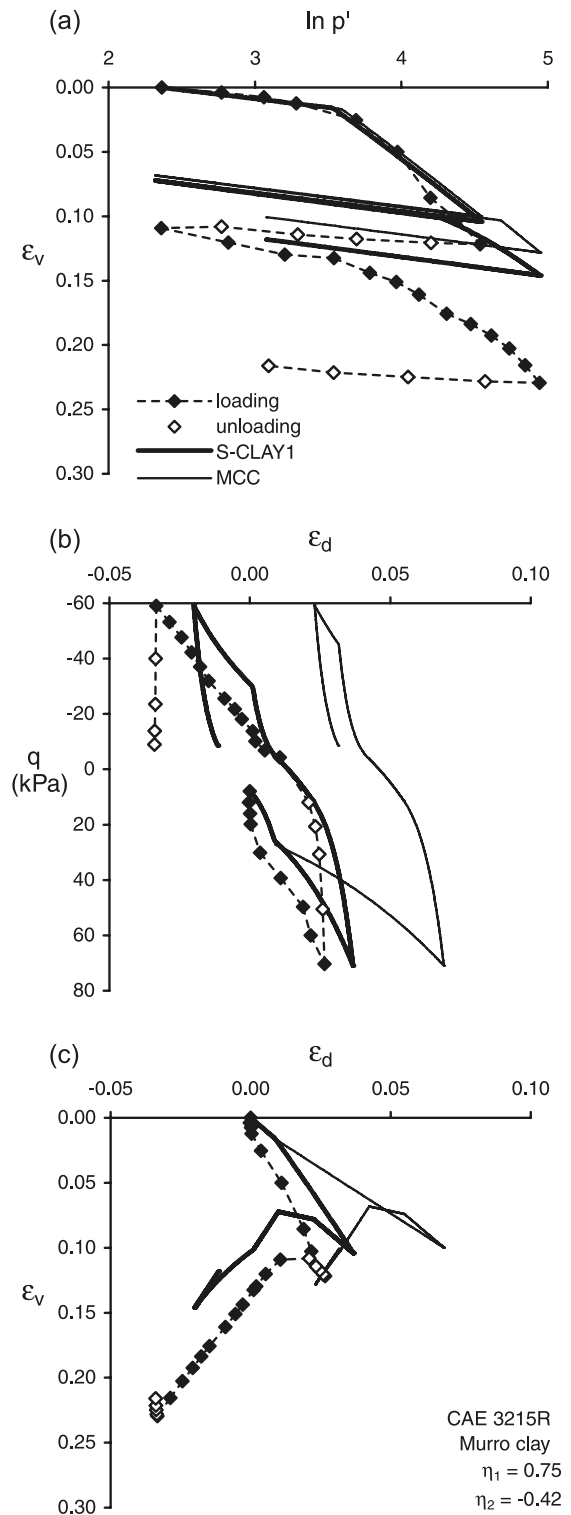 (a)
ln p'
2 3 4 5
0.00
0.05
0.10
εv
0.15
0.20
0.25
0.30
loading
unloading
S-CLAY1
MCC
(b)
εd
-0.05 0.00 0.05 0.10
-60
-40
-20
0
q
(kPa)
20
40
60
80
(c)
εd
-0.05 0.00 0.05 0.10
0.00
0.05
0.10
εv
0.15
0.20
0.25
0.30
CAE 3215R
Murro clay
η1 = 0.75
η2 = -0.42